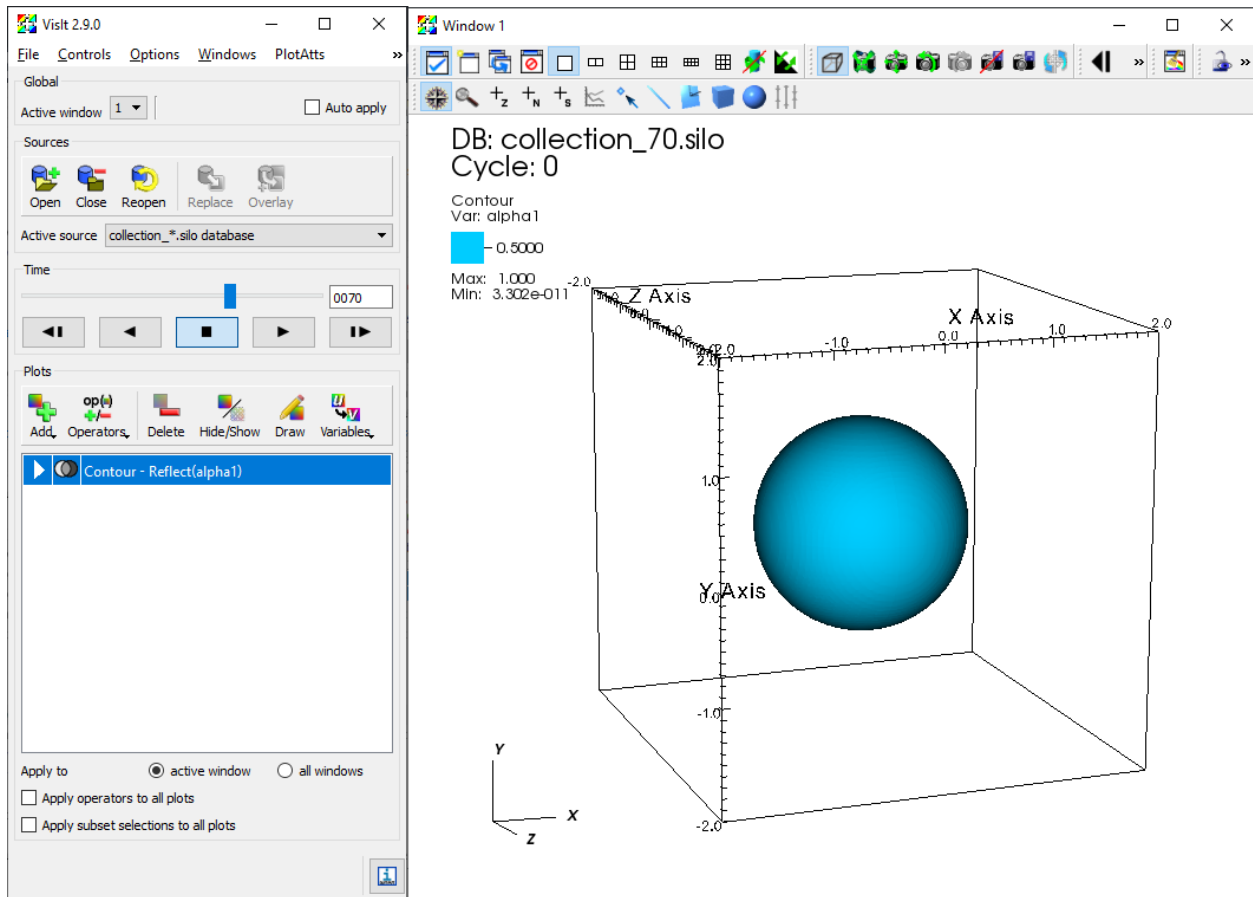 VisIt 2.9.0
File Controls Options Windows PlotAtts »
Global
Active window 1 Auto apply
Sources
Open Close Reopen Replace Overlay
Active source collection_*.silo database
Time
0070
Plots
op(=) +/-
Add Operators Delete Hide/Show Draw Variables
Contour - Reflect(alpha1)
Apply to active window all windows
Apply operators to all plots
Apply subset selections to all plots
Window 1
Z N S
DB: collection_70.silo
Cycle: 0
Contour
Var: alpha1
0.5000
Max: 1.000
Min: 3.302e-011
-2.0
Z Axis
X Axis
-1.0 0.0 1.0 2.0
2.0
1.0
Y Axis
0.0
-1.0
-2.0
Y
X
Z